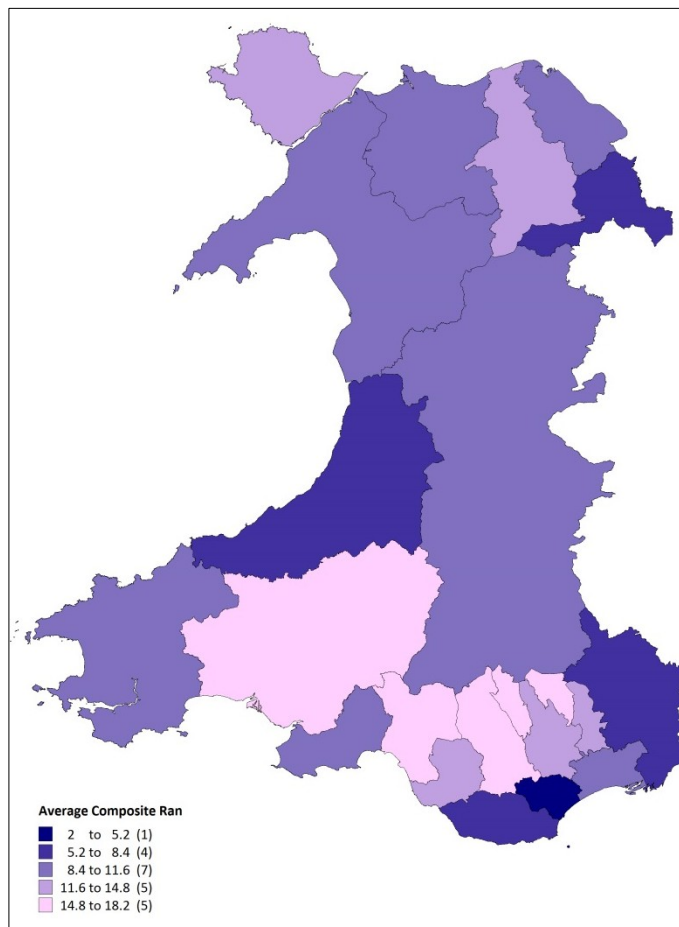 Average Composite Ran
2 to 5.2 (1)
5.2 to 8.4 (4)
8.4 to 11.6 (7)
11.6 to 14.8 (5)
14.8 to 18.2 (5)